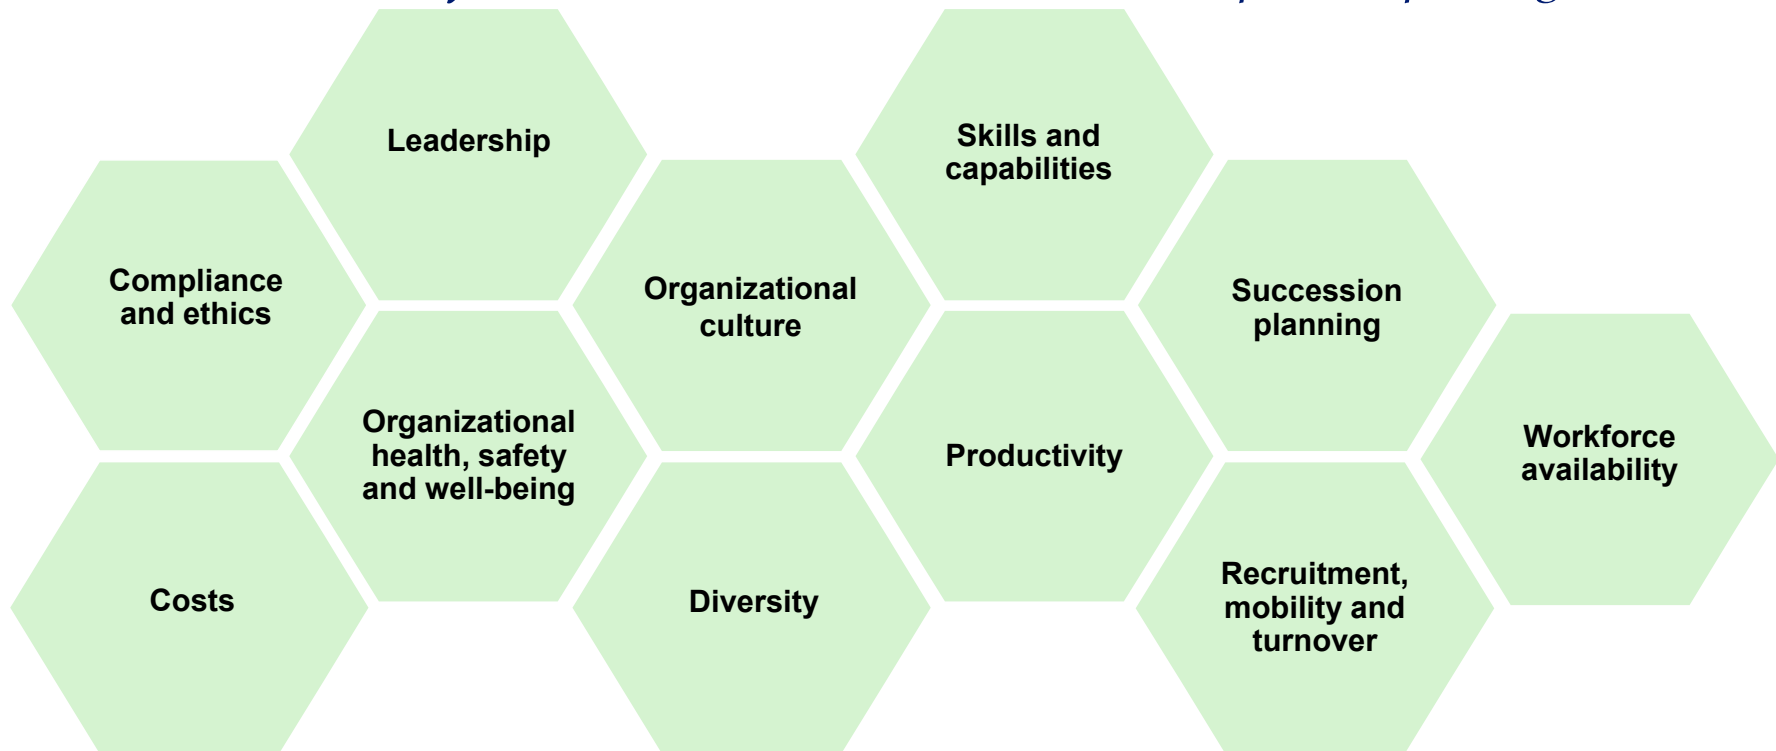 Leadership
Skills and
capabilities
Compliance
and ethics
Organizational
culture
Succession
planning
Organizational
health, safety
and well-being
Productivity
Workforce
availability
Costs
Diversity
Recruitment,
mobility and
turnover